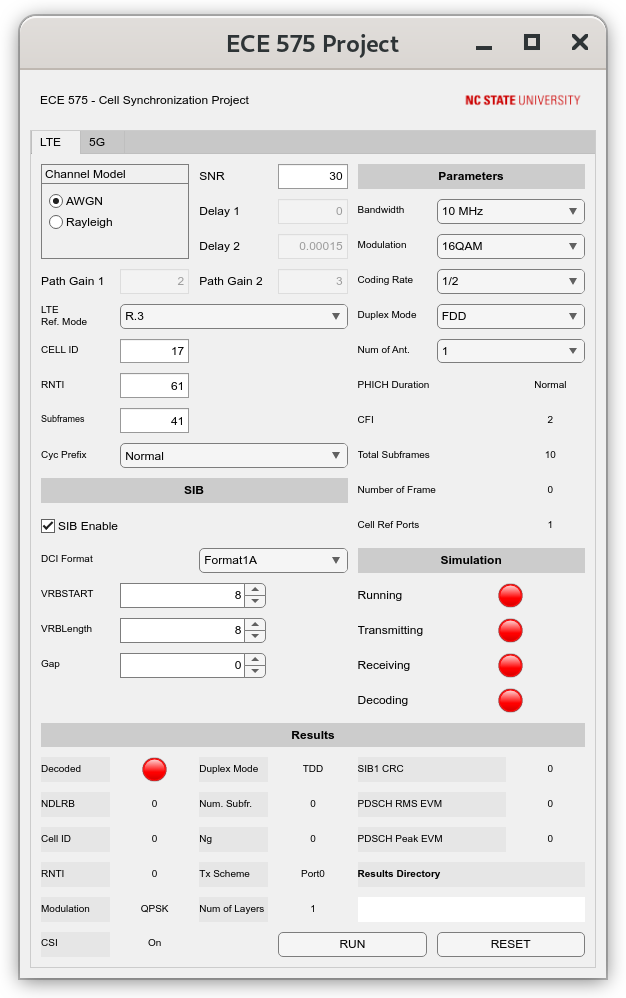 ECE 575 Project
ECE 575 - Cell Synchronization Project
NC STATE UNIVERSITY
LTE 5G
Channel Model
AWGN
Rayleigh
SNR 30
Delay 1 0
Delay 2 0.00015
Path Gain 1 2 Path Gain 2 3
LTE
Ref. Mode R.3
CELL ID 17
RNTI 61
Subframes 41
Cyc Prefix Normal
SIB
SIB Enable
DCI Format Format1A
VRBSTART 8
VRBLength 8
Gap 0
Parameters
Bandwidth 10 MHz
Modulation 16QAM
Coding Rate 1/2
Duplex Mode FDD
Num of Ant. 1
PHICH Duration Normal
CFI 2
Total Subframes 10
Number of Frame 0
Cell Ref Ports 1
Simulation
Running
Transmitting
Receiving
Decoding
Results
Decoded Duplex Mode TDD SIB1 CRC 0
NDLRB 0 Num. Subfr. 0 PDSCH RMS EVM 0
Cell ID 0 Ng 0 PDSCH Peak EVM 0
RNTI 0 Tx Scheme Port0 Results Directory
Modulation QPSK Num of Layers 1
CSI On RUN RESET